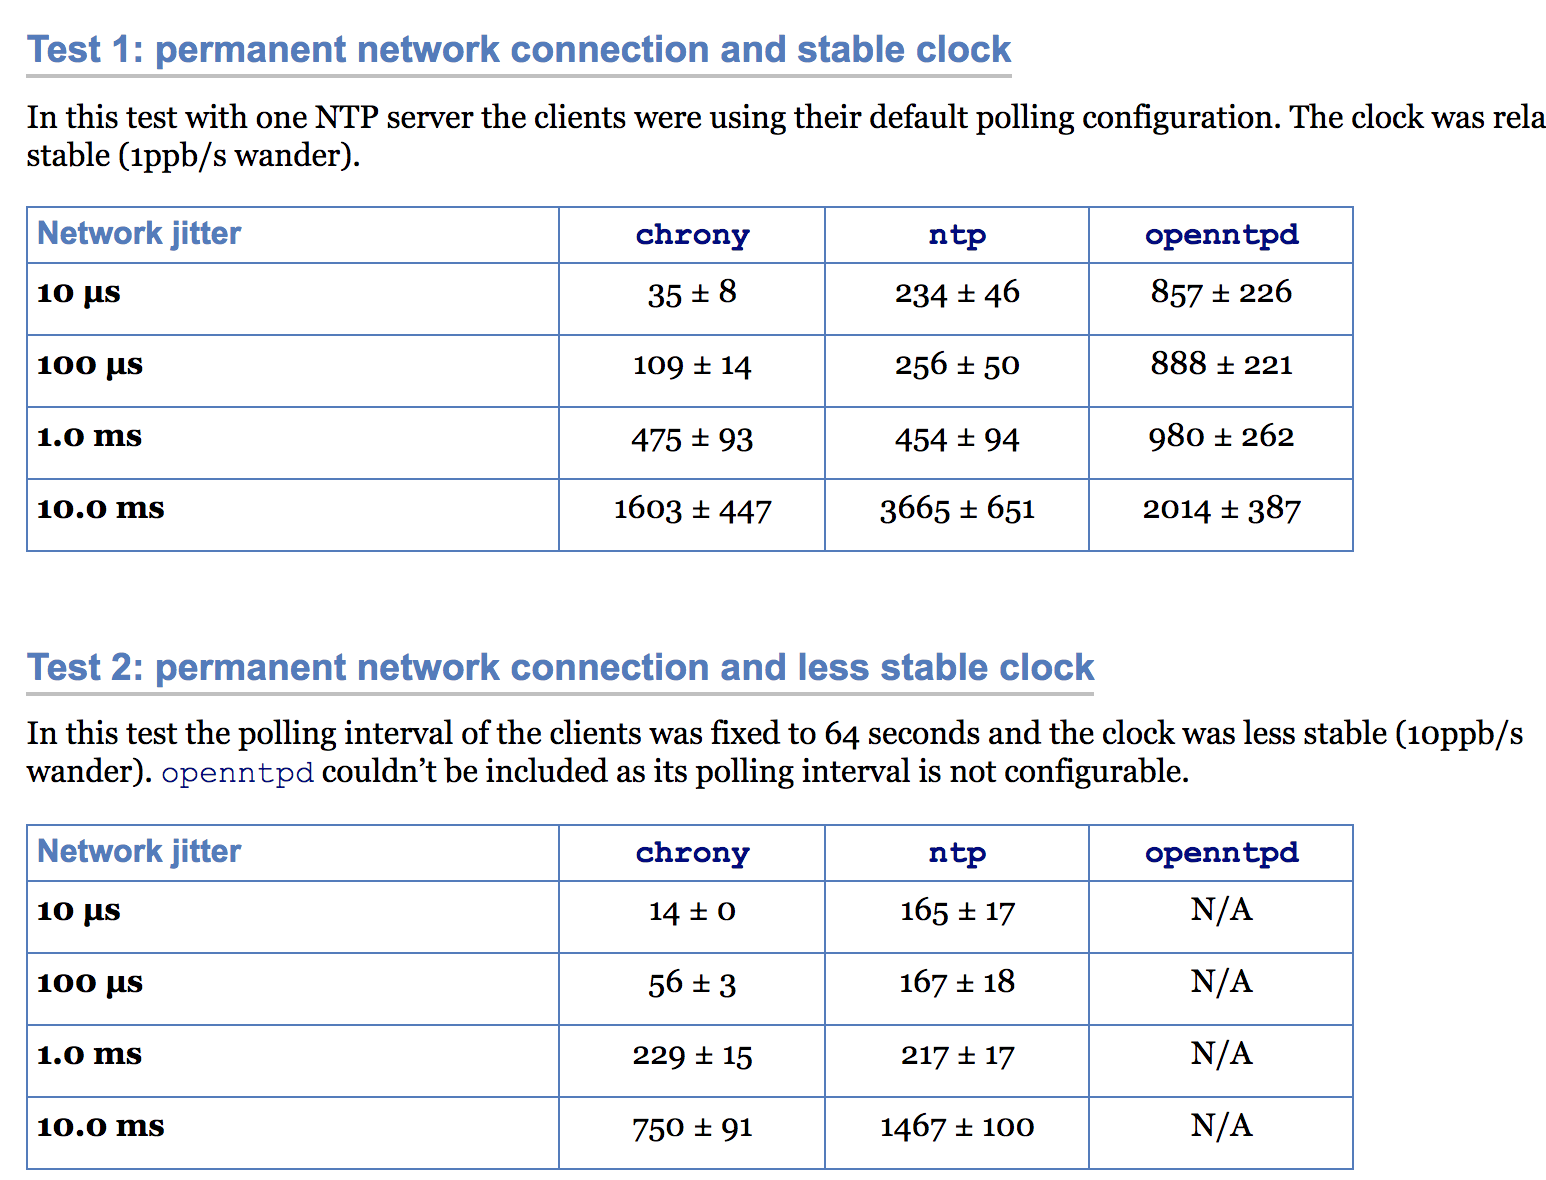 Test 1: permanent network connection and stable clock
In this test with one NTP server the clients were using their default polling configuration. The clock was rela
stable (1ppb/s wander).
Network jitter chrony ntp openntpd
10 µs 35 ± 8 234 ± 46 857 ± 226
100 µs 109 ± 14 256 ± 50 888 ± 221
1.0 ms 475 ± 93 454 ± 94 980 ± 262
10.0 ms 1603 ± 447 3665 ± 651 2014 ± 387
Test 2: permanent network connection and less stable clock
In this test the polling interval of the clients was fixed to 64 seconds and the clock was less stable (10ppb/s
wander). openntpd couldn’t be included as its polling interval is not configurable.
Network jitter chrony ntp openntpd
10 µs 14 ± 0 165 ± 17 N/A
100 µs 56 ± 3 167 ± 18 N/A
1.0 ms 229 ± 15 217 ± 17 N/A
10.0 ms 750 ± 91 1467 ± 100 N/A